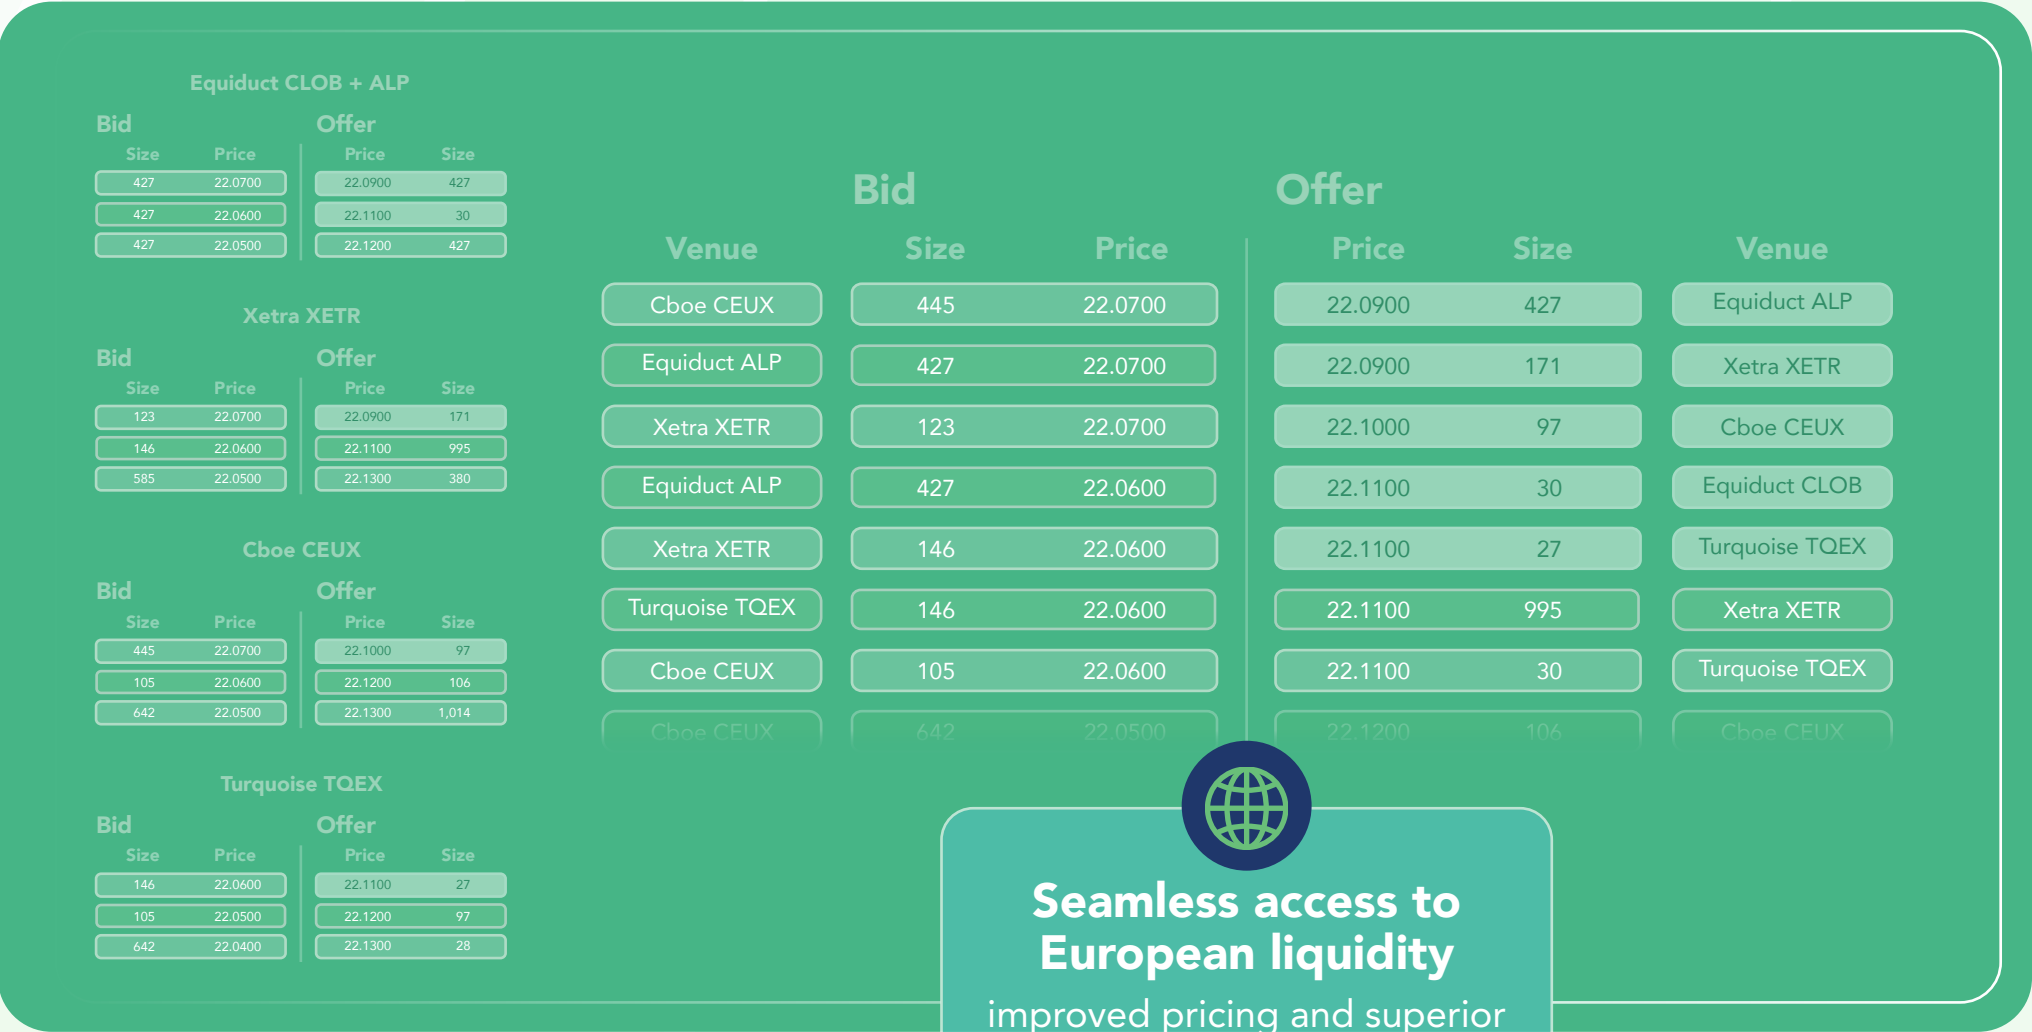 Equiduct CLOB + ALP
Bid Offer
Size Price Price Size
427 22.0700 22.0900 427
427 22.0600 22.1100 30
427 22.0500 22.1200 427
Xetra XETR
Bid Offer
Size Price Price Size
123 22.0700 22.0900 171
146 22.0600 22.1100 995
585 22.0500 22.1300 380
Cboe CEUX
Bid Offer
Size Price Price Size
445 22.0700 22.1000 97
105 22.0600 22.1200 106
642 22.0500 22.1300 1,014
Turquoise TQEX
Bid Offer
Size Price Price Size
146 22.0600 22.1100 27
105 22.0500 22.1200 97
642 22.0400 22.1300 28
Bid Offer
Venue Size Price Price Size Venue
Cboe CEUX 445 22.0700 22.0900 427 Equiduct ALP
Equiduct ALP 427 22.0700 22.0900 171 Xetra XETR
Xetra XETR 123 22.0700 22.1000 97 Cboe CEUX
Equiduct ALP 427 22.0600 22.1100 30 Equiduct CLOB
Xetra XETR 146 22.0600 22.1100 27 Turquoise TQEX
Turquoise TQEX 146 22.0600 22.1100 995 Xetra XETR
Cboe CEUX 105 22.0600 22.1100 30 Turquoise TQEX
Cboe CEUX 642 22.0500 22.1200 106 Cboe CEUX
Seamless access to
European liquidity
improved pricing and superior